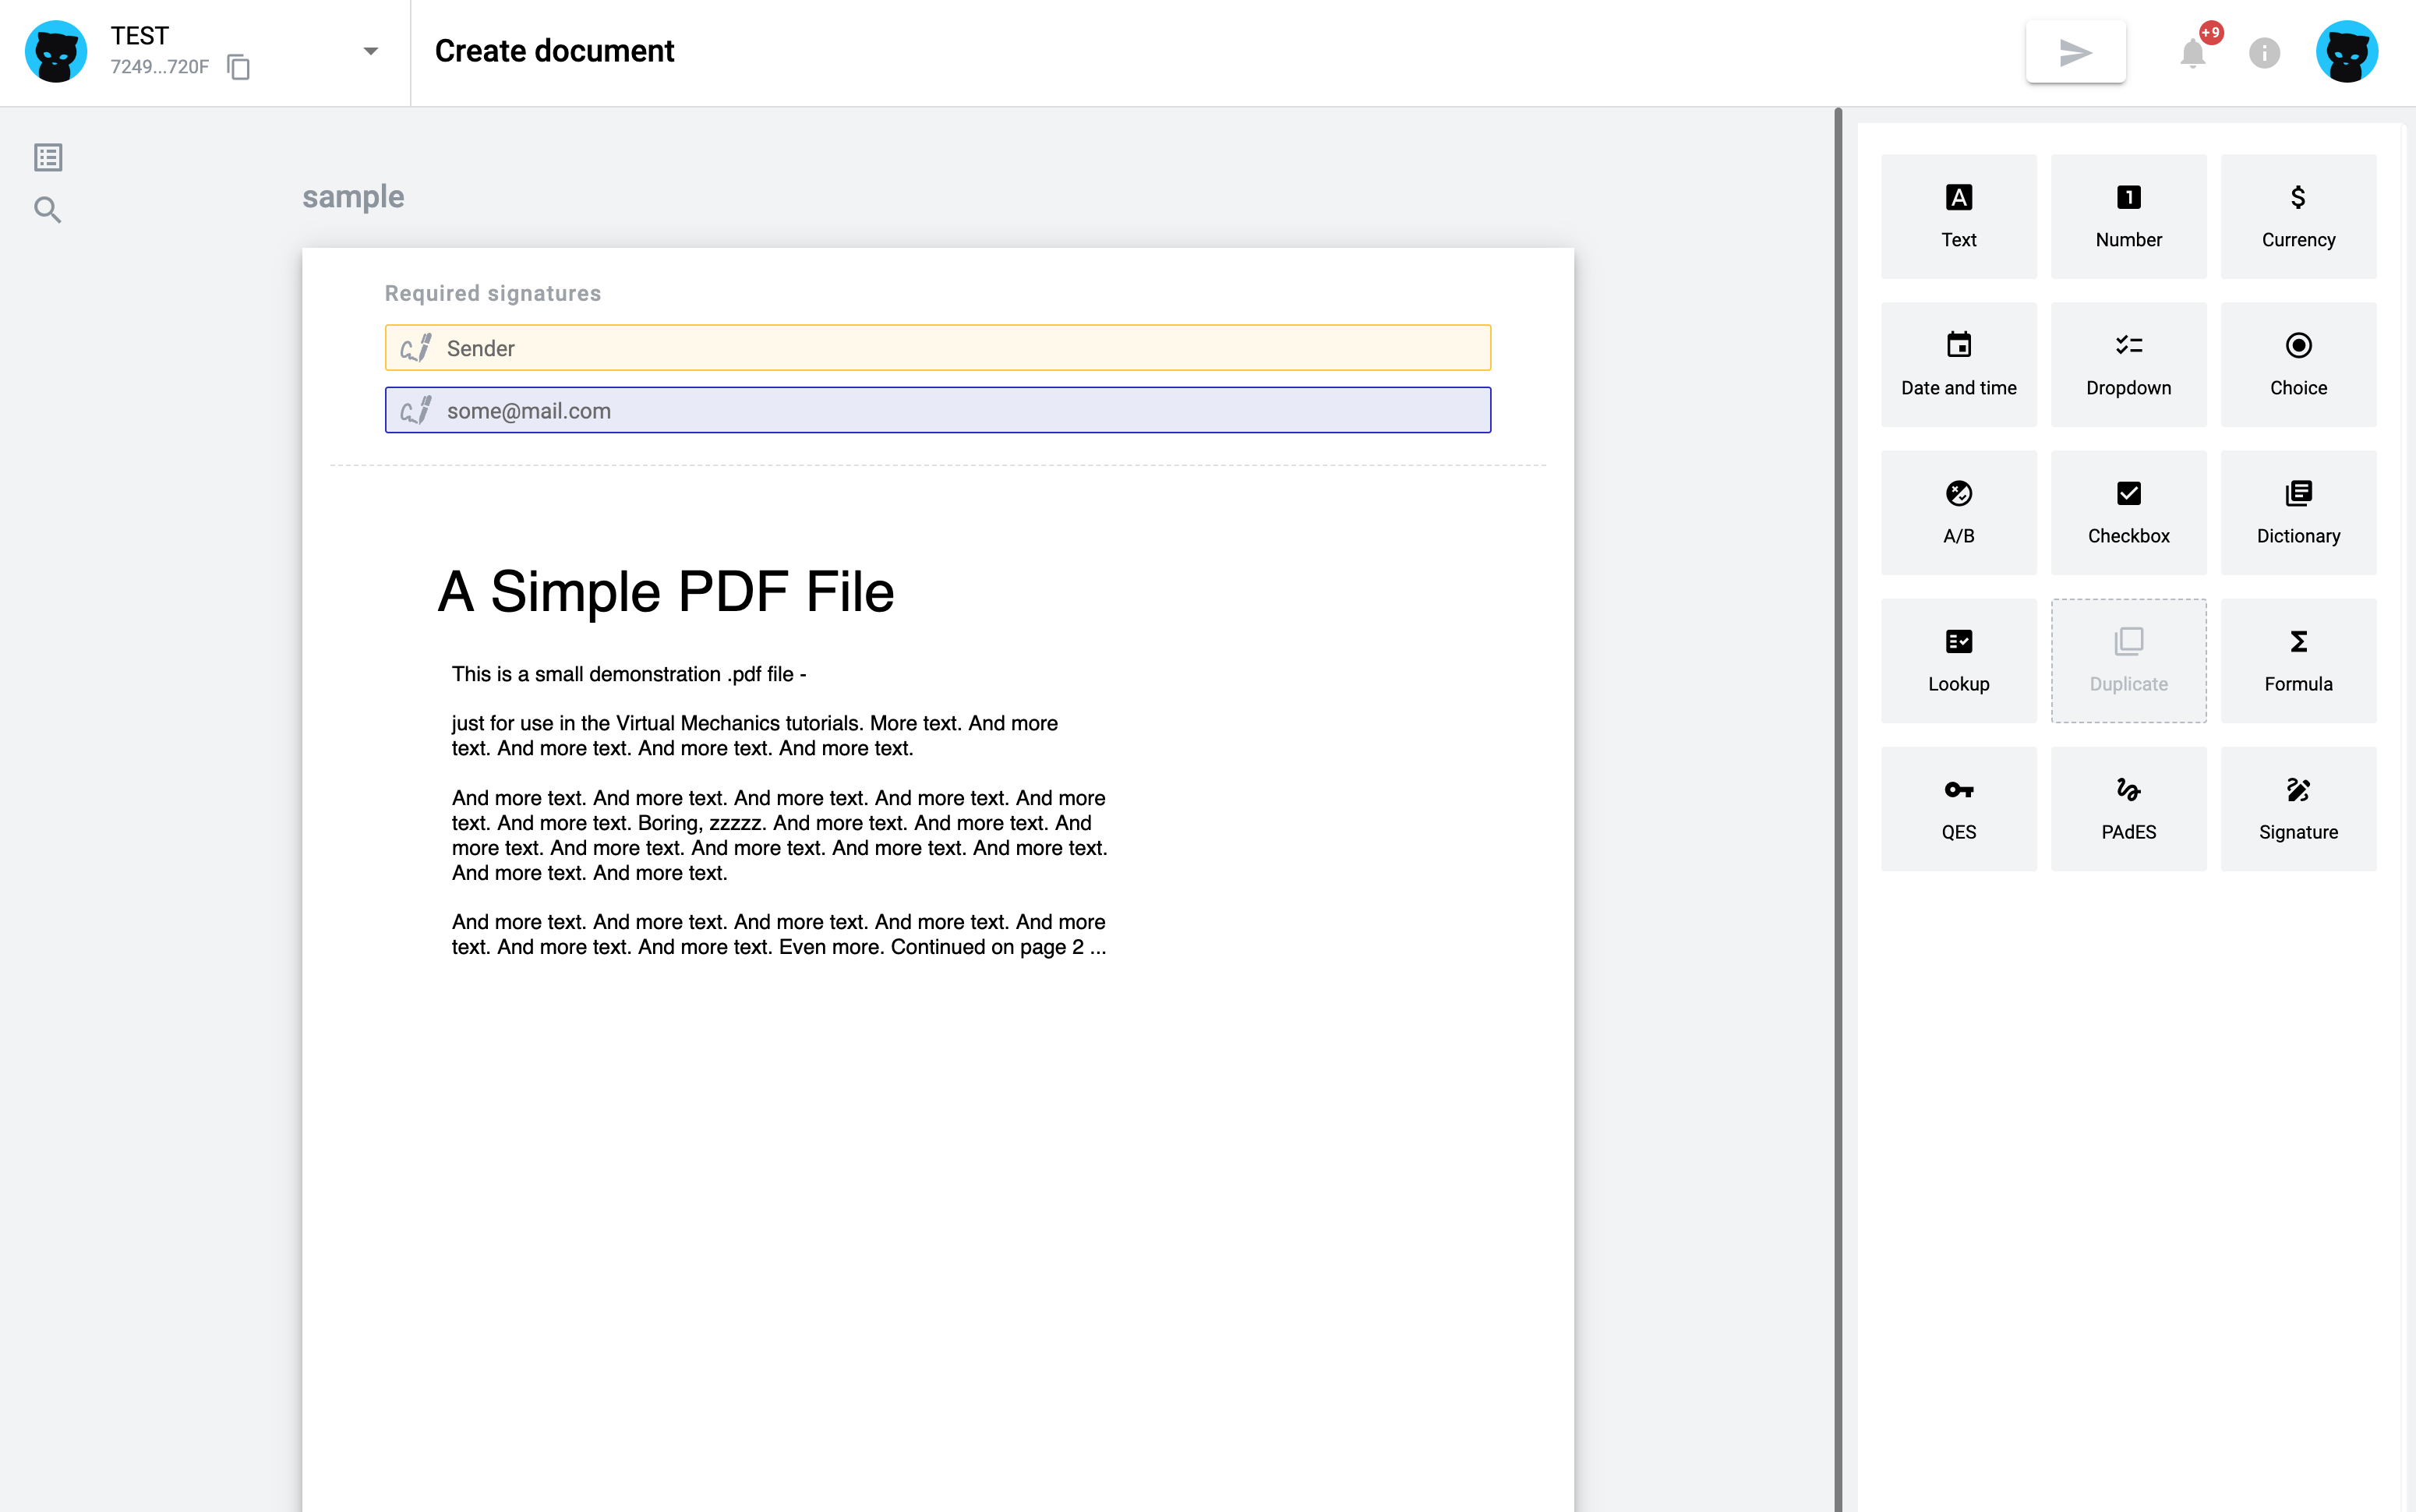 TEST
7249...720F
Create document
+9
sample
Required signatures
Sender
some@mail.com
A Simple PDF File
This is a small demonstration .pdf file -
just for use in the Virtual Mechanics tutorials. More text. And more
text. And more text. And more text. And more text.
And more text. And more text. And more text. And more text. And more
text. And more text. Boring, zzzzz. And more text. And more text. And
more text. And more text. And more text. And more text. And more text.
And more text. And more text.
And more text. And more text. And more text. And more text. And more
text. And more text. And more text. Even more. Continued on page 2 ...
Text
Number
Currency
Date and time
Dropdown
Choice
A/B
Checkbox
Dictionary
Lookup
Duplicate
Formula
QES
PAdES
Signature